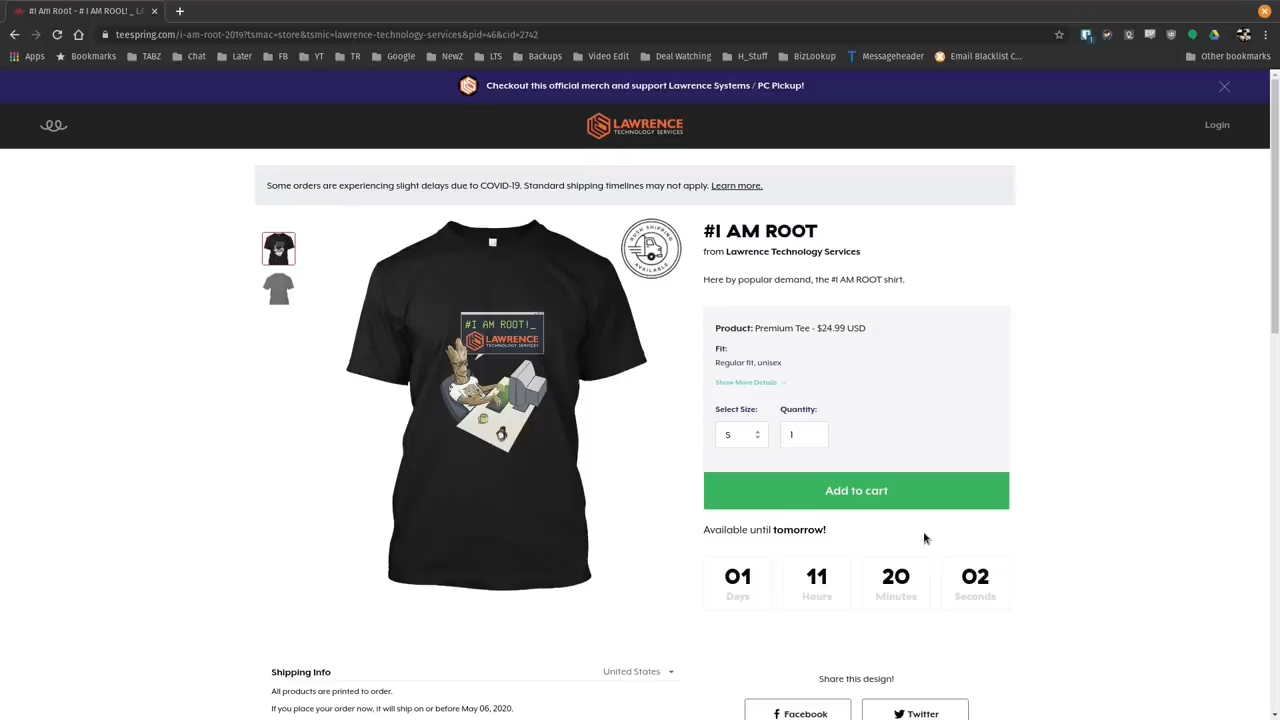 #I Am Root - # I AM ROOL! _ LA
teespring.com/i-am-root-2019?tsmac=store&tsmic=lawrence-technology-services&pid=46&cid=2742
Apps Bookmarks TABZ Chat Later FB YT TR Google NewZ LTS Backups Video Edit Deal Watching H_Stuff BizLookup Messageheader Email Blacklist C... Other bookmarks
Checkout this official merch and support Lawrence Systems / PC Pickup!
LAWRENCE
TECHNOLOGY SERVICES
Login
Some orders are experiencing slight delays due to COVID-19. Standard shipping timelines may not apply. Learn more.
RUSH SHIPPING
AVAILABLE
#I AM ROOT!_
LAWRENCE
TECHNOLOGY SERVICES
#I AM ROOT
from Lawrence Technology Services
Here by popular demand, the #I AM ROOT shirt.
Product: Premium Tee - $24.99 USD
Fit:
Regular fit, unisex
Show More Details
Select Size: Quantity:
S 1
Add to cart
Available until tomorrow!
01 11 20 02
Days Hours Minutes Seconds
Shipping Info United States
All products are printed to order.
If you place your order now, it will ship on or before May 06, 2020.
Share this design!
Facebook Twitter